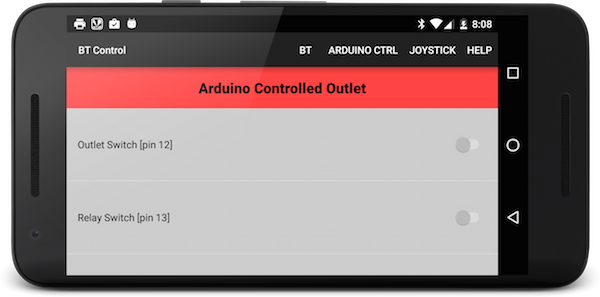 8:08
BT Control
BT ARDUINO CTRL JOYSTICK HELP
Arduino Controlled Outlet
Outlet Switch [pin 12]
Relay Switch [pin 13]